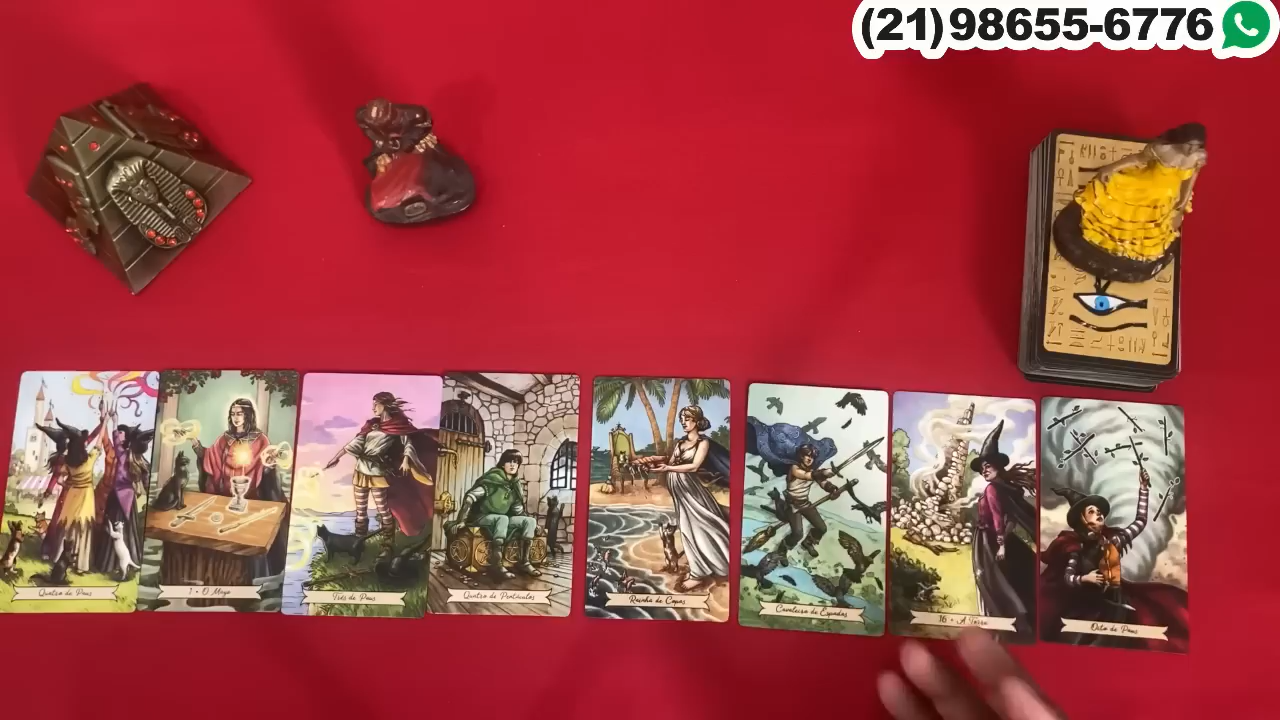 (21)98655-6776
Quatro de Paus
1 - O Mago
Três de Paus
Quatro de Pentáculos
Rainha de Copas
Cavaleiro de Espadas
16 - A Torre
Oito de Paus